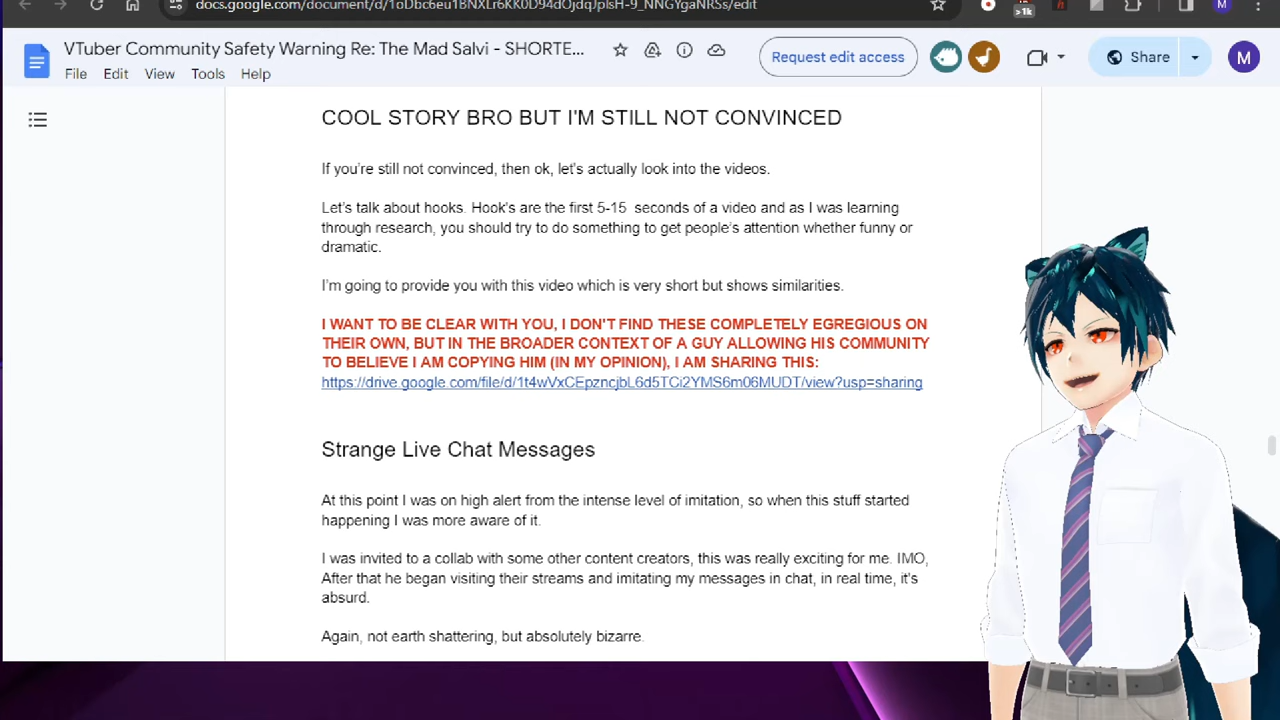 docs.google.com/document/d/1oDbc6eu1BNXLr6KK0D94dOjdqJplsH-9_NNGYgaNRSs/edit
>1k
M
VTuber Community Safety Warning Re: The Mad Salvi - SHORTE...
Request edit access
Share
M
File Edit View Tools Help
COOL STORY BRO BUT I'M STILL NOT CONVINCED
If you're still not convinced, then ok, let's actually look into the videos.
Let's talk about hooks. Hook's are the first 5-15 seconds of a video and as I was learning
through research, you should try to do something to get people's attention whether funny or
dramatic.
I'm going to provide you with this video which is very short but shows similarities.
I WANT TO BE CLEAR WITH YOU, I DON'T FIND THESE COMPLETELY EGREGIOUS ON
THEIR OWN, BUT IN THE BROADER CONTEXT OF A GUY ALLOWING HIS COMMUNITY
TO BELIEVE I AM COPYING HIM (IN MY OPINION), I AM SHARING THIS:
https://drive.google.com/file/d/1t4wVxCEpzncjbL6d5TCi2YMS6m06MUDT/view?usp=sharing
Strange Live Chat Messages
At this point I was on high alert from the intense level of imitation, so when this stuff started
happening I was more aware of it.
I was invited to a collab with some other content creators, this was really exciting for me. IMO,
After that he began visiting their streams and imitating my messages in chat, in real time, it's
absurd.
Again, not earth shattering, but absolutely bizarre.